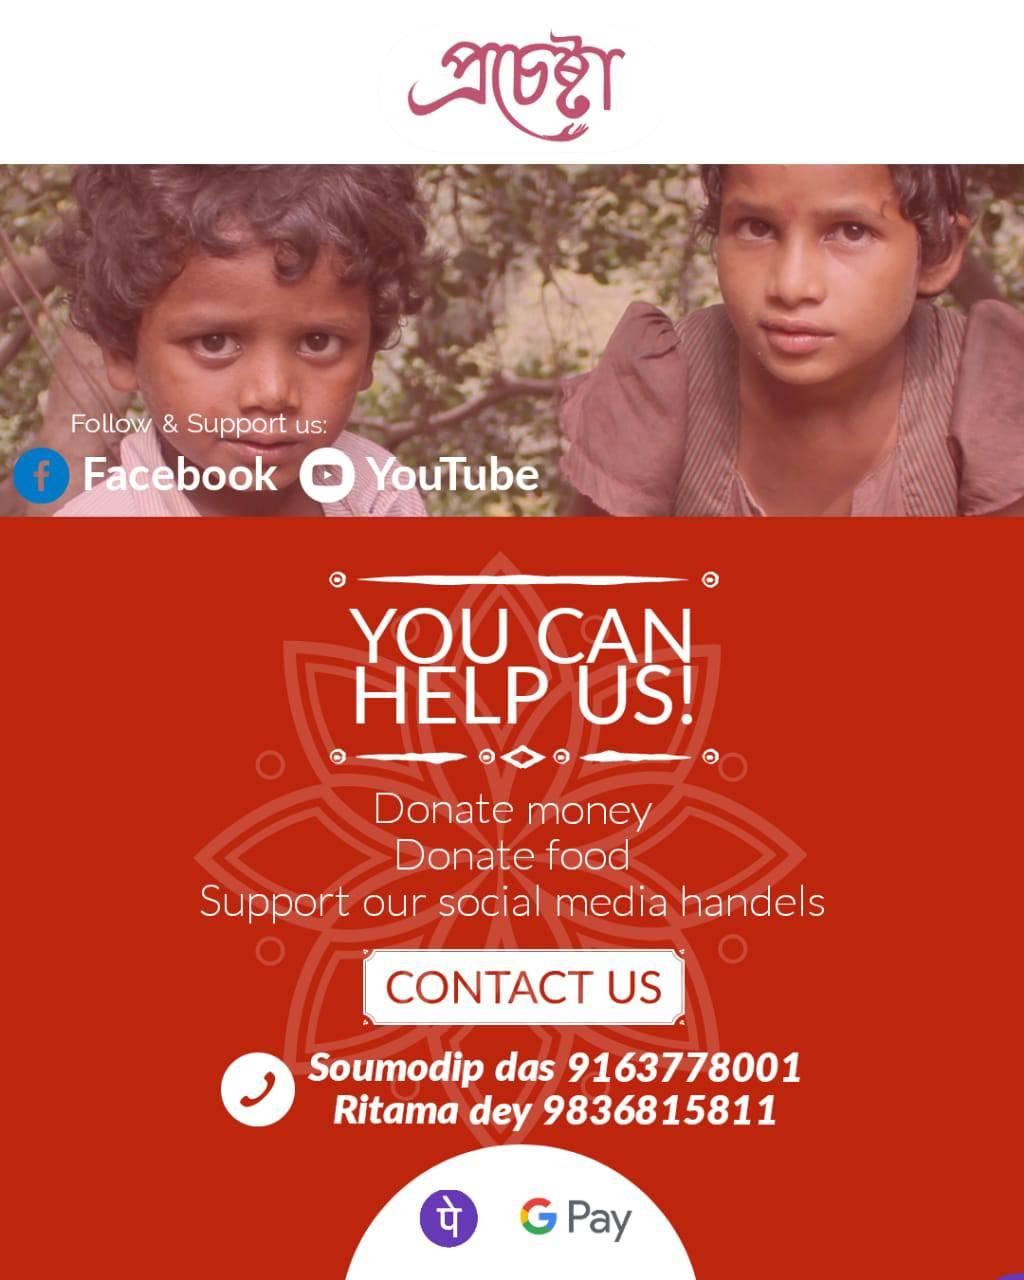 প্রচেষ্টা
Follow & Support us:
Facebook YouTube
YOU CAN
HELP US!
Donate money
Donate food
Support our social media handels
CONTACT US
Soumodip das 9163778001
Ritama dey 9836815811
पे G Pay